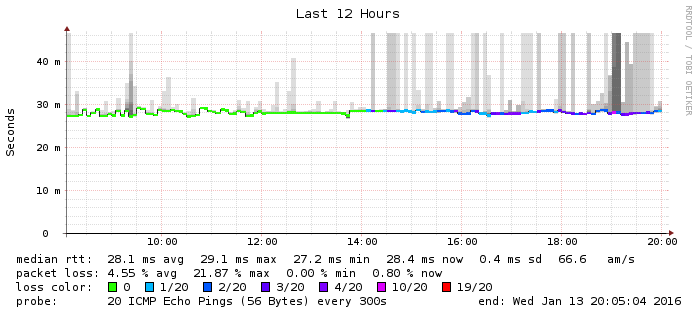 Last 12 Hours
RRDTOOL / TOBI OETIKER
Seconds
40 m
30 m
20 m
10 m
0
10:00 12:00 14:00 16:00 18:00 20:00
median rtt: 28.1 ms avg 29.1 ms max 27.2 ms min 28.4 ms now 0.4 ms sd 66.6 am/s
packet loss: 4.55 % avg 21.87 % max 0.00 % min 0.80 % now
loss color: 0 1/20 2/20 3/20 4/20 10/20 19/20
probe: 20 ICMP Echo Pings (56 Bytes) every 300s end: Wed Jan 13 20:05:04 2016